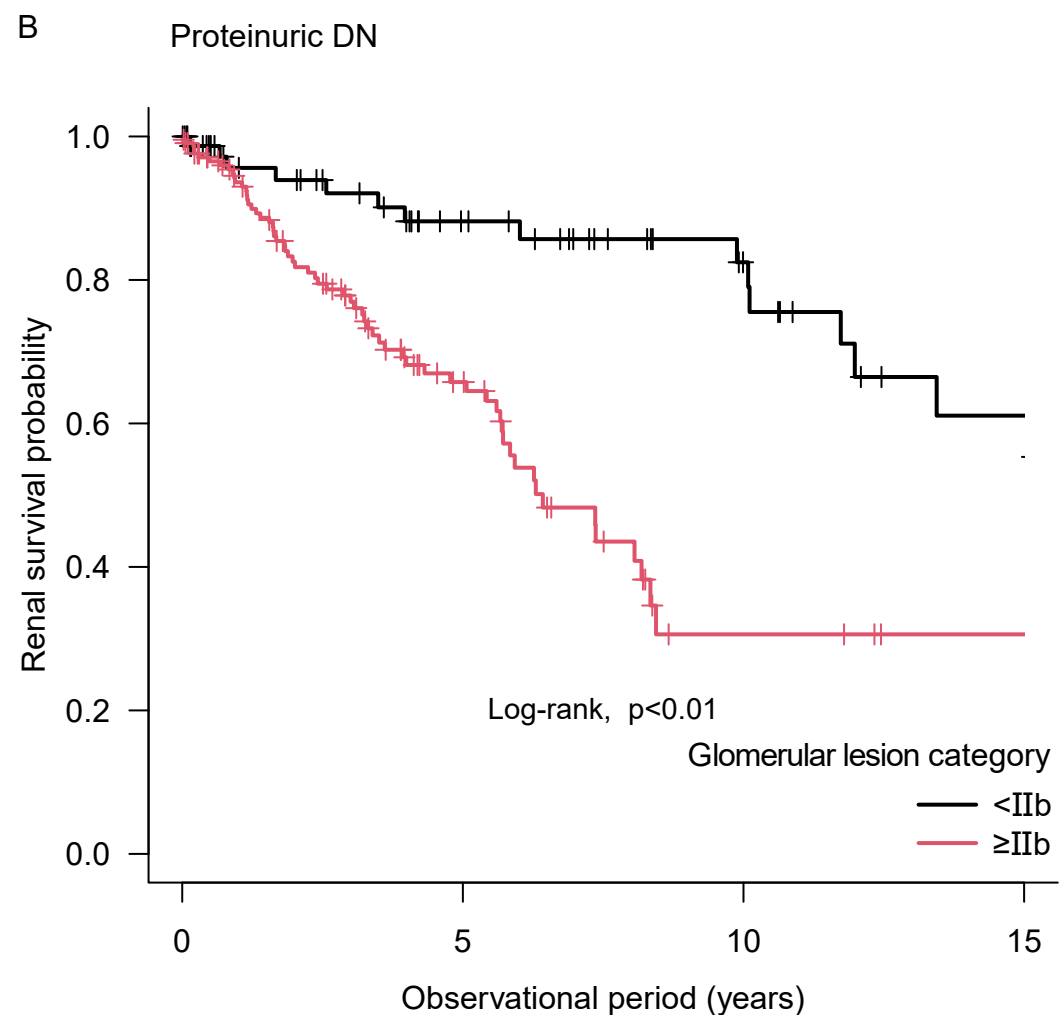 B
Proteinuric DN
Renal survival probability
1.0
0.8
0.6
0.4
0.2
0.0
Log-rank, p<0.01
Glomerular lesion category
<IIb
≥IIb
0 5 10 15
Observational period (years)